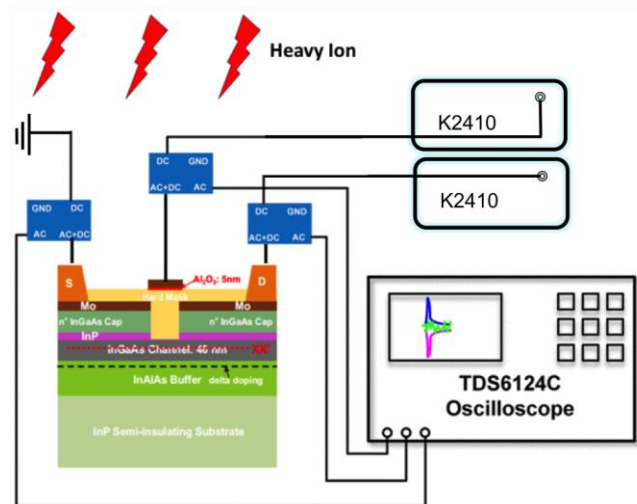 Heavy Ion
K2410
K2410
DC GND
AC+DC AC
GND DC
AC AC+DC
DC GND
AC+DC AC
Al₂O₃: 5nm
S
D
Hard Mask
Mo Mo
n⁺ InGaAs Cap n⁺ InGaAs Cap
InP
InGaAs Channel: 40 nm XX'
InAlAs Buffer delta doping
InP Semi-insulating Substrate
TDS6124C
Oscilloscope